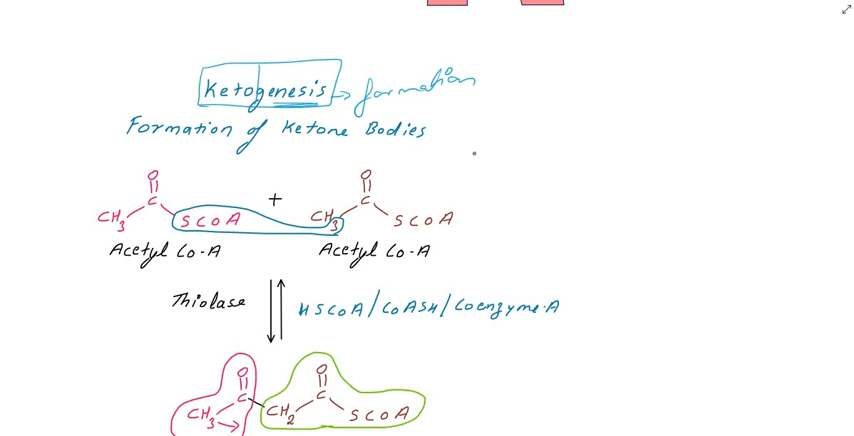 Ketogenesis → formation
Formation of Ketone Bodies
O O
C + C
CH3 SCoA CH3 SCoA
Acetyl Co-A Acetyl Co-A
Thiolase HSCoA/CoASH/Coenzyme-A
O O
C C
CH3 CH2 SCoA